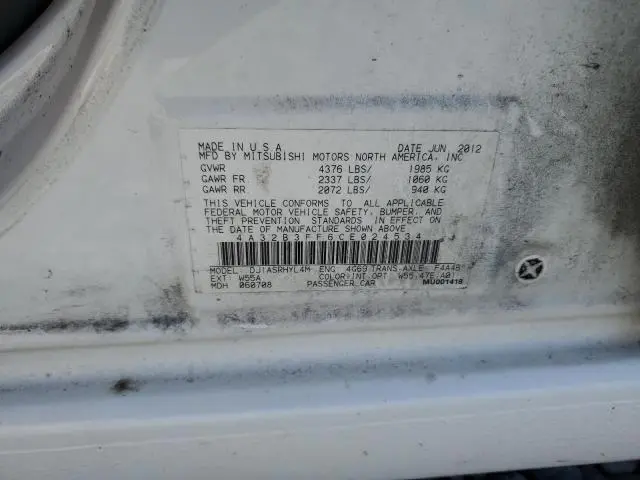 MADE IN U S A DATE JUN. 2012
MFD BY MITSUBISHI MOTORS NORTH AMERICA, INC
GVWR 4376 LBS/ 1985 KG
GAWR FR 2337 LBS/ 1060 KG
GAWR RR 2072 LBS/ 940 KG
THIS VEHICLE CONFORMS TO ALL APPLICABLE
FEDERAL MOTOR VEHICLE SAFETY, BUMPER, AND
THEFT PREVENTION STANDARDS IN EFFECT ON
THE DATE OF MANUFACTURE SHOWN ABOVE
4A32B3FF6CE024534
MODEL: DJ1ASRHYL4M ENG 4G69 TRANS-AXLE F4A4B
EXT: W55A COLOR:INT:OPT: W55.47E.A01
MDH 060708 PASSENGER CAR MU001418